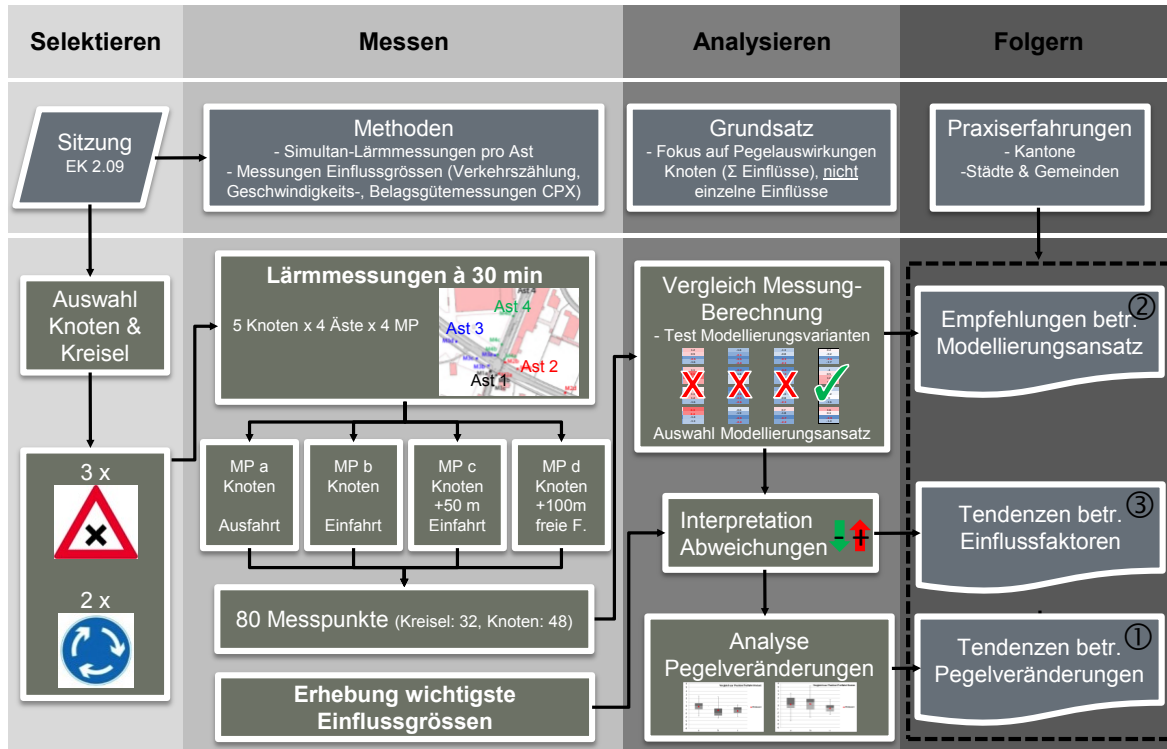 Selektieren
Messen
Analysieren
Folgern
Sitzung
EK 2.09
Methoden
- Simultan-Lärmmessungen pro Ast
- Messungen Einflussgrössen (Verkehrszählung,
Geschwindigkeits-, Belagsgütemessungen CPX)
Grundsatz
- Fokus auf Pegelauswirkungen
Knoten (Σ Einflüsse), nicht
einzelne Einflüsse
Praxiserfahrungen
- Kantone
-Städte & Gemeinden
Auswahl
Knoten &
Kreisel
3 x
2 x
Lärmmessungen à 30 min
5 Knoten x 4 Äste x 4 MP
Ast 4
Ast 4
Ast 3
Ast 2
Ast 1
MP a
Knoten
Ausfahrt
MP b
Knoten
Einfahrt
MP c
Knoten
+50 m
Einfahrt
MP d
Knoten
+100m
freie F.
80 Messpunkte (Kreisel: 32, Knoten: 48)
Erhebung wichtigste
Einflussgrössen
Vergleich Messung-
Berechnung
- Test Modellierungsvarianten
X X X ✓
Auswahl Modellierungsansatz
Interpretation
Abweichungen - +
Analyse
Pegelveränderungen
②
Empfehlungen betr.
Modellierungsansatz
③
Tendenzen betr.
Einflussfaktoren
①
Tendenzen betr.
Pegelveränderungen